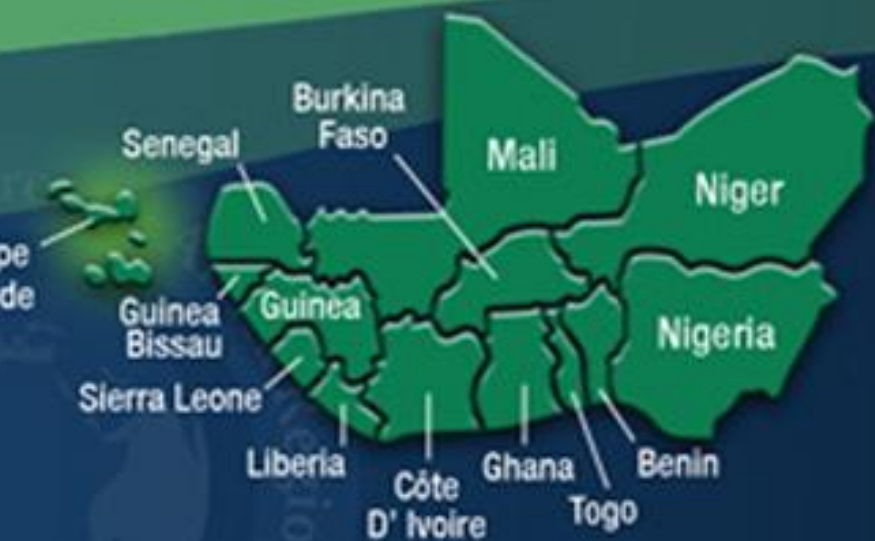 Burkina
Faso
Senegal
Mali
Niger
pe
de
Guinea
Bissau
Guinea
Nigeria
Sierra Leone
Liberia
Côte
D' Ivoire
Ghana
Togo
Benin